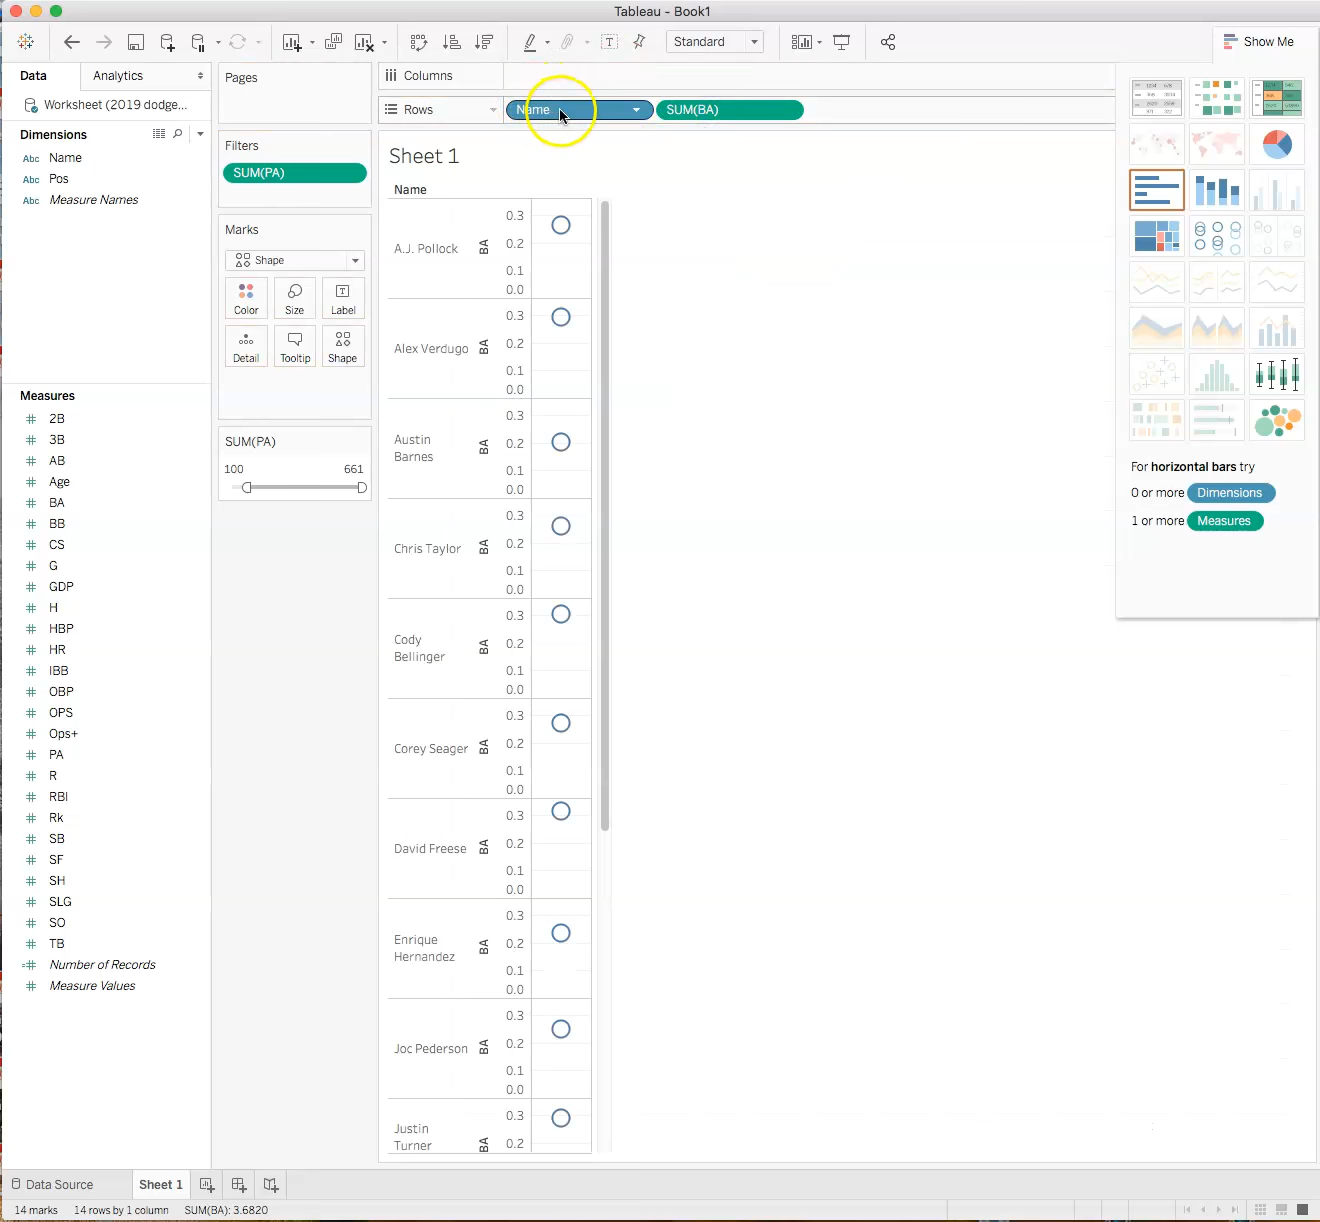 Tableau - Book1
Standard
Show Me
Data
Analytics
Pages
Columns
Worksheet (2019 dodge...
Rows
Name
SUM(BA)
Dimensions
Filters
SUM(PA)
Abc Name
Abc Pos
Abc Measure Names
Sheet 1
Name
Marks
Shape
Color
Size
Label
Detail
Tooltip
Shape
SUM(PA)
100
661
Measures
2B
3B
AB
Age
BA
BB
CS
G
GDP
H
HBP
HR
IBB
OBP
OPS
Ops+
PA
R
RBI
Rk
SB
SF
SH
SLG
SO
TB
Number of Records
Measure Values
A.J. Pollock
BA
0.3
0.2
0.1
0.0
Alex Verdugo
BA
0.3
0.2
0.1
0.0
Austin
Barnes
BA
0.3
0.2
0.1
0.0
Chris Taylor
BA
0.3
0.2
0.1
0.0
Cody
Bellinger
BA
0.3
0.2
0.1
0.0
Corey Seager
BA
0.3
0.2
0.1
0.0
David Freese
BA
0.3
0.2
0.1
0.0
Enrique
Hernandez
BA
0.3
0.2
0.1
0.0
Joc Pederson
BA
0.3
0.2
0.1
0.0
Justin
Turner
BA
0.3
0.2
For horizontal bars try
0 or more Dimensions
1 or more Measures
Data Source
Sheet 1
14 marks
14 rows by 1 column
SUM(BA): 3.6820